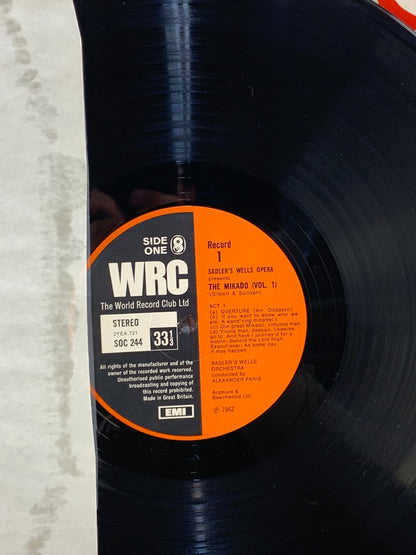 SIDE
ONE 8
WRC
The World Record Club Ltd
STEREO
2YEA.721
SOC 244
33 1/3
All rights of the manufacturer and of the
owner of the recorded work reserved.
Unauthorised public performance
broadcasting and copying of
this record prohibited.
Made in Great Britain.
EMI
Record
1
SADLER'S WELLS OPERA
presents
THE MIKADO (VOL. 1)
(Gilbert & Sullivan)
ACT 1
(a) OVERTURE (Arr. Dodgson)
(b) If you want to know who we
are: A wand'ring minstrel I
(c) Our great Mikado, virtuous man
(d) Young man, despair, likewise
go to: And have I journey'd for a
month: Behold the Lord High
Executioner: As some day
it may happen
SADLER'S WELLS
ORCHESTRA
conducted by
ALEXANDER FARIS
Ardmore &
Beechwood Ltd.
℗ 1962